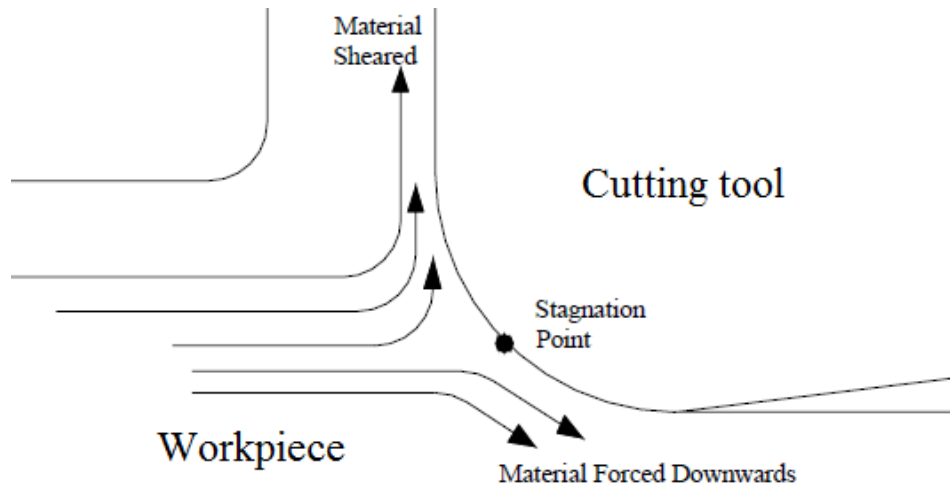 Material
Sheared
Cutting tool
Stagnation
Point
Workpiece
Material Forced Downwards